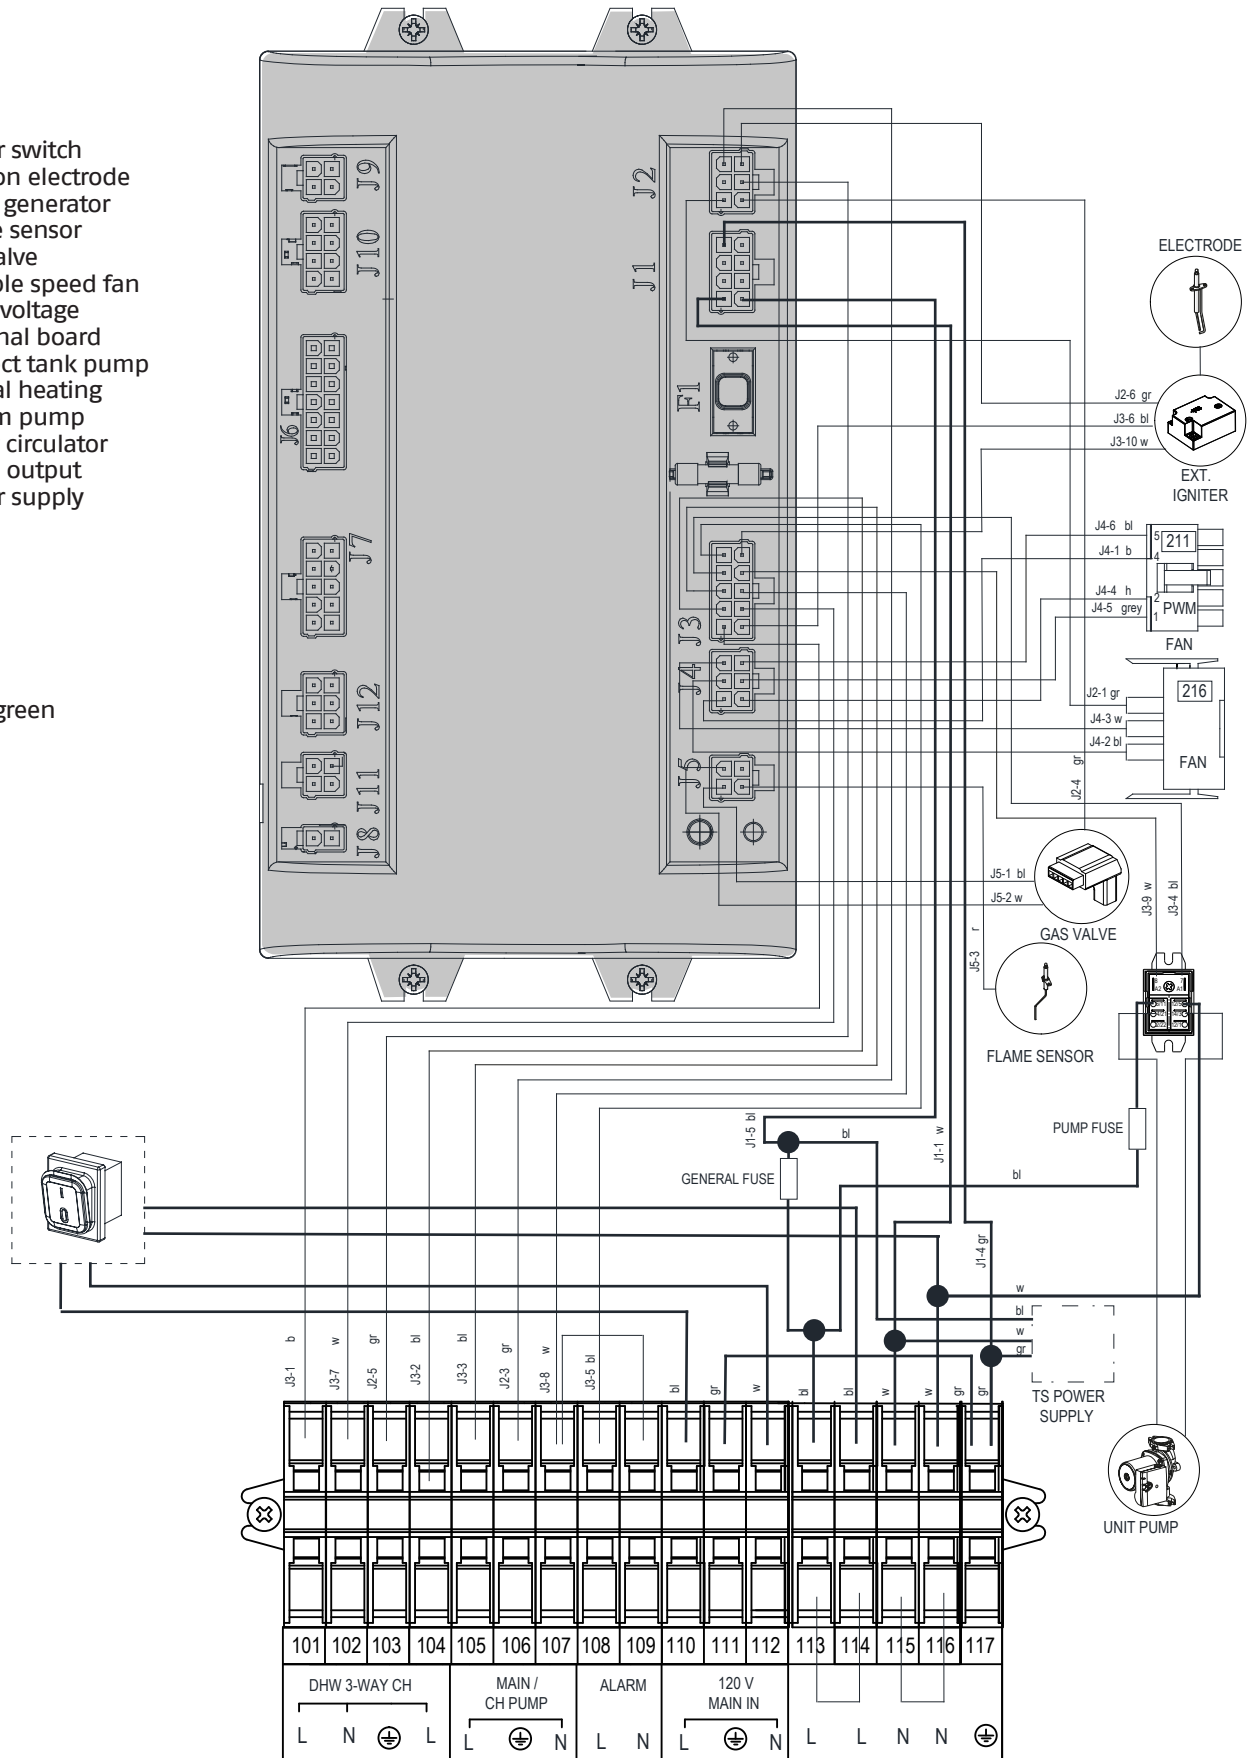 r switch
on electrode
generator
e sensor
alve
ble speed fan
voltage
nal board
ct tank pump
al heating
m pump
circulator
output
r supply
green
J9
J10
J6
J7
J12
J11
J8
J2
J1
F1
J3
J4
J5
ELECTRODE
J2-6 gr
J3-6 bl
J3-10 w
EXT.
IGNITER
J4-6 bl
J4-1 b
J4-4 h
J4-5 grey
5
4
2
1
211
PWM
FAN
J2-1 gr
J4-3 w
J4-2 bl
216
FAN
J2-4 gr
J5-1 bl
J5-2 w
GAS VALVE
J5-3 r
FLAME SENSOR
J3-9 w
J3-4 bl
A2
A1
PUMP FUSE
J1-5 bl
bl
J1-1 w
GENERAL FUSE
bl
J1-4 gr
w
bl
w
gr
TS POWER
SUPPLY
UNIT PUMP
J3-1 b
J3-7 w
J2-5 gr
J3-2 bl
J3-3 bl
J2-3 gr
J3-8 w
J3-5 bl
bl
gr
w
bl
bl
w
w
gr
gr
101 102 103 104 105 106 107 108 109 110 111 112 113 114 115 116 117
DHW 3-WAY CH
L N L
MAIN /
CH PUMP
L N
ALARM
L N
120 V
MAIN IN
L N
L L N N